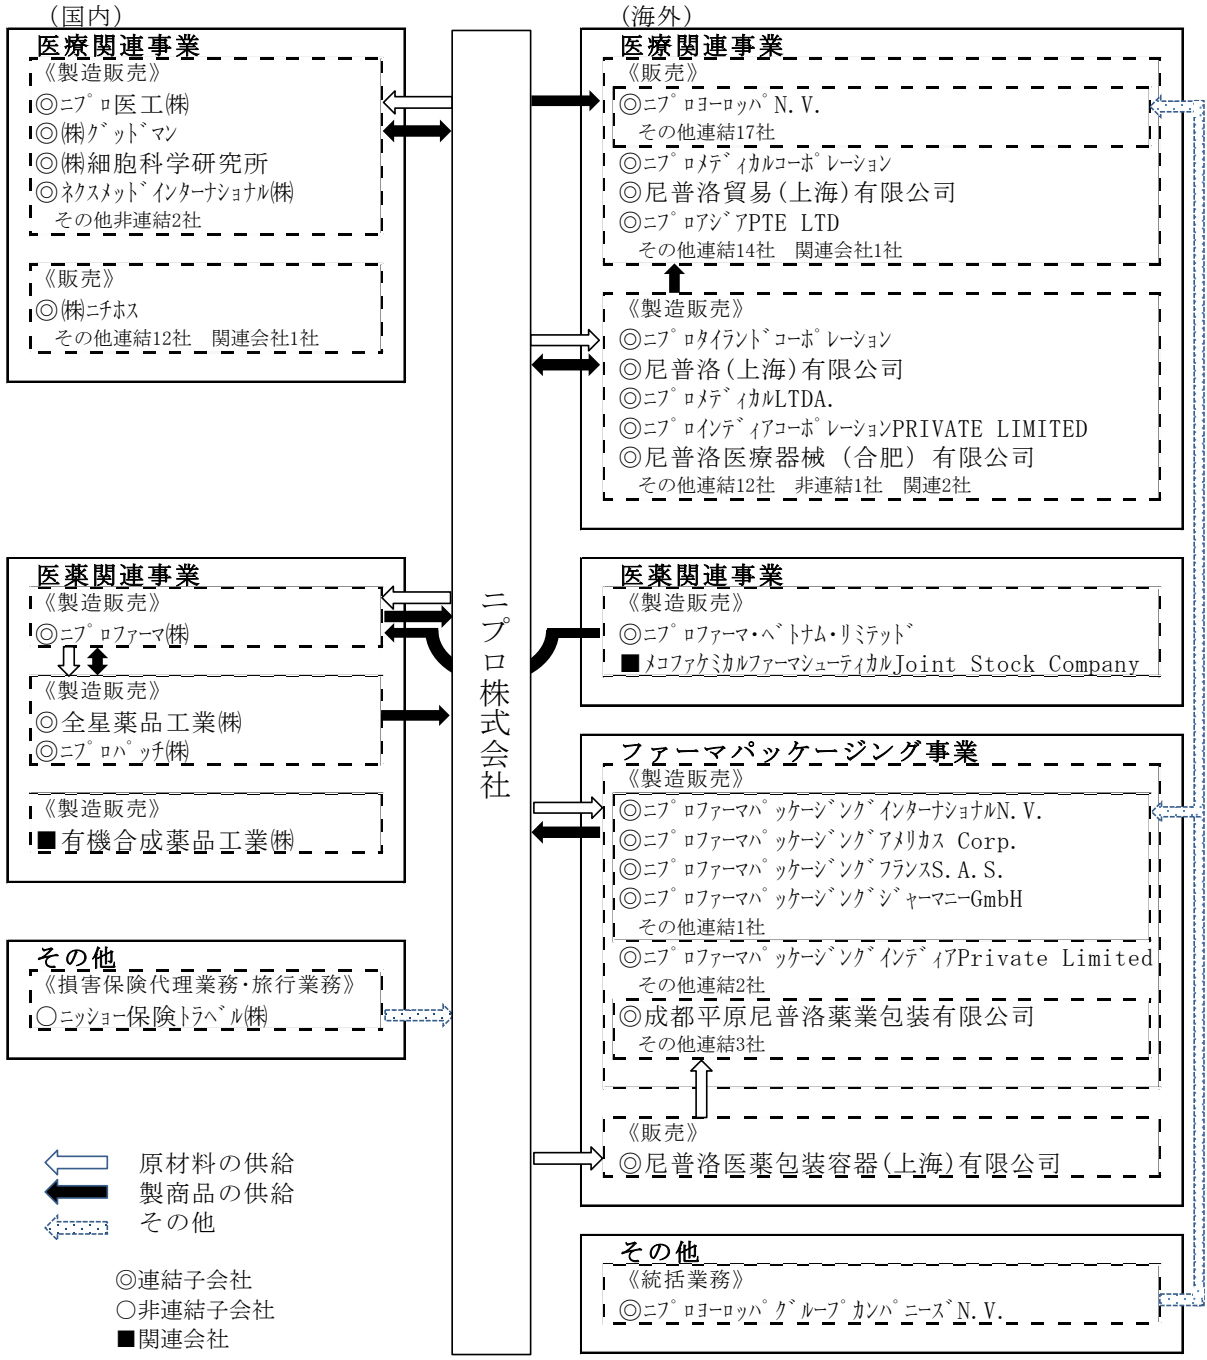 (国内)
医療関連事業
《製造販売》
◎ﾆﾌﾟﾛ医工㈱
◎㈱ｸﾞｯﾄﾞﾏﾝ
◎㈱細胞科学研究所
◎ﾈｸｽﾒｯﾄﾞｲﾝﾀｰﾅｼｮﾅﾙ㈱
その他非連結2社
《販売》
◎㈱ﾆﾁﾎｽ
その他連結12社　関連会社1社
医薬関連事業
《製造販売》
◎ﾆﾌﾟﾛﾌｧｰﾏ㈱
《製造販売》
◎全星薬品工業㈱
◎ﾆﾌﾟﾛﾊﾟｯﾁ㈱
《製造販売》
■有機合成薬品工業㈱
その他
《損害保険代理業務・旅行業務》
○ﾆｯｼｮｰ保険ﾄﾗﾍﾞﾙ㈱
原材料の供給
製商品の供給
その他
◎連結子会社
○非連結子会社
■関連会社
ニプロ株式会社
(海外)
医療関連事業
《販売》
◎ﾆﾌﾟﾛﾖｰﾛｯﾊﾟN.V.
その他連結17社
◎ﾆﾌﾟﾛﾒﾃﾞｨｶﾙｺｰﾎﾟﾚｰｼｮﾝ
◎尼普洛貿易(上海)有限公司
◎ﾆﾌﾟﾛｱｼﾞｱPTE LTD
その他連結14社　関連会社1社
《製造販売》
◎ﾆﾌﾟﾛﾀｲﾗﾝﾄﾞｺｰﾎﾟﾚｰｼｮﾝ
◎尼普洛(上海)有限公司
◎ﾆﾌﾟﾛﾒﾃﾞｨｶﾙLTDA.
◎ﾆﾌﾟﾛｲﾝﾃﾞｨｱｺｰﾎﾟﾚｰｼｮﾝPRIVATE LIMITED
◎尼普洛医療器械（合肥）有限公司
その他連結12社　非連結1社　関連2社
医薬関連事業
《製造販売》
◎ﾆﾌﾟﾛﾌｧｰﾏ・ﾍﾞﾄﾅﾑ・ﾘﾐﾃｯﾄﾞ
■ﾒｺﾌｧｹﾐｶﾙﾌｧｰﾏｼｭｰﾃｨｶﾙJoint Stock Company
ファーマパッケージング事業
《製造販売》
◎ﾆﾌﾟﾛﾌｧｰﾏﾊﾟｯｹｰｼﾞﾝｸﾞｲﾝﾀｰﾅｼｮﾅﾙN.V.
◎ﾆﾌﾟﾛﾌｧｰﾏﾊﾟｯｹｰｼﾞﾝｸﾞｱﾒﾘｶｽ Corp.
◎ﾆﾌﾟﾛﾌｧｰﾏﾊﾟｯｹｰｼﾞﾝｸﾞﾌﾗﾝｽS.A.S.
◎ﾆﾌﾟﾛﾌｧｰﾏﾊﾟｯｹｰｼﾞﾝｸﾞｼﾞｬｰﾏﾆｰGmbH
その他連結1社
◎ﾆﾌﾟﾛﾌｧｰﾏﾊﾟｯｹｰｼﾞﾝｸﾞｲﾝﾃﾞｨｱPrivate Limited
その他連結2社
◎成都平原尼普洛薬業包装有限公司
その他連結3社
《販売》
◎尼普洛医薬包装容器(上海)有限公司
その他
《統括業務》
◎ﾆﾌﾟﾛﾖｰﾛｯﾊﾟｸﾞﾙｰﾌﾟｶﾝﾊﾟﾆｰｽﾞN.V.